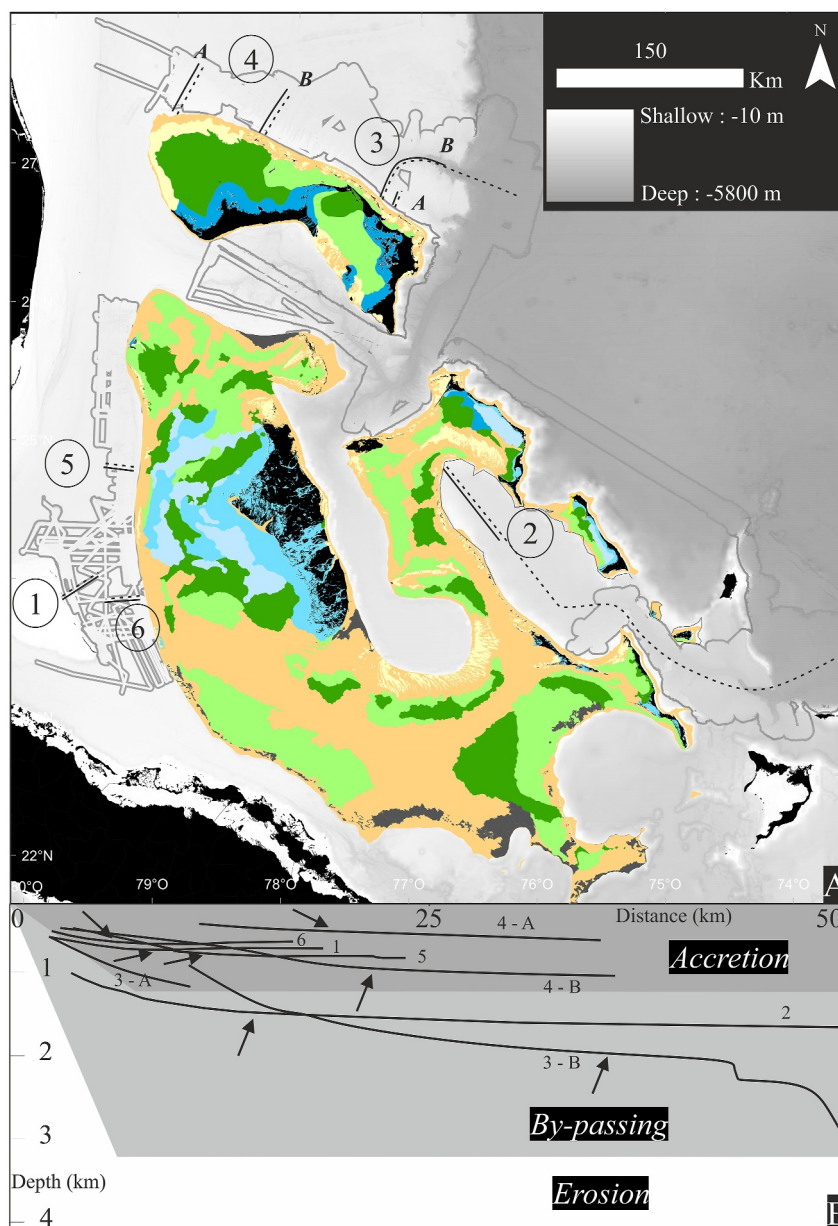 150
Km
N
Shallow : -10 m
Deep : -5800 m
A
4
B
3
B
A
27
5
2
1
6
22°N
79°O
78°O
77°O
76°O
75°O
74°O
A
0
25
Distance (km)
50
4 - A
Accretion
6
1
5
1
3 - A
4 - B
2
2
3 - B
By-passing
3
Erosion
Depth (km)
4